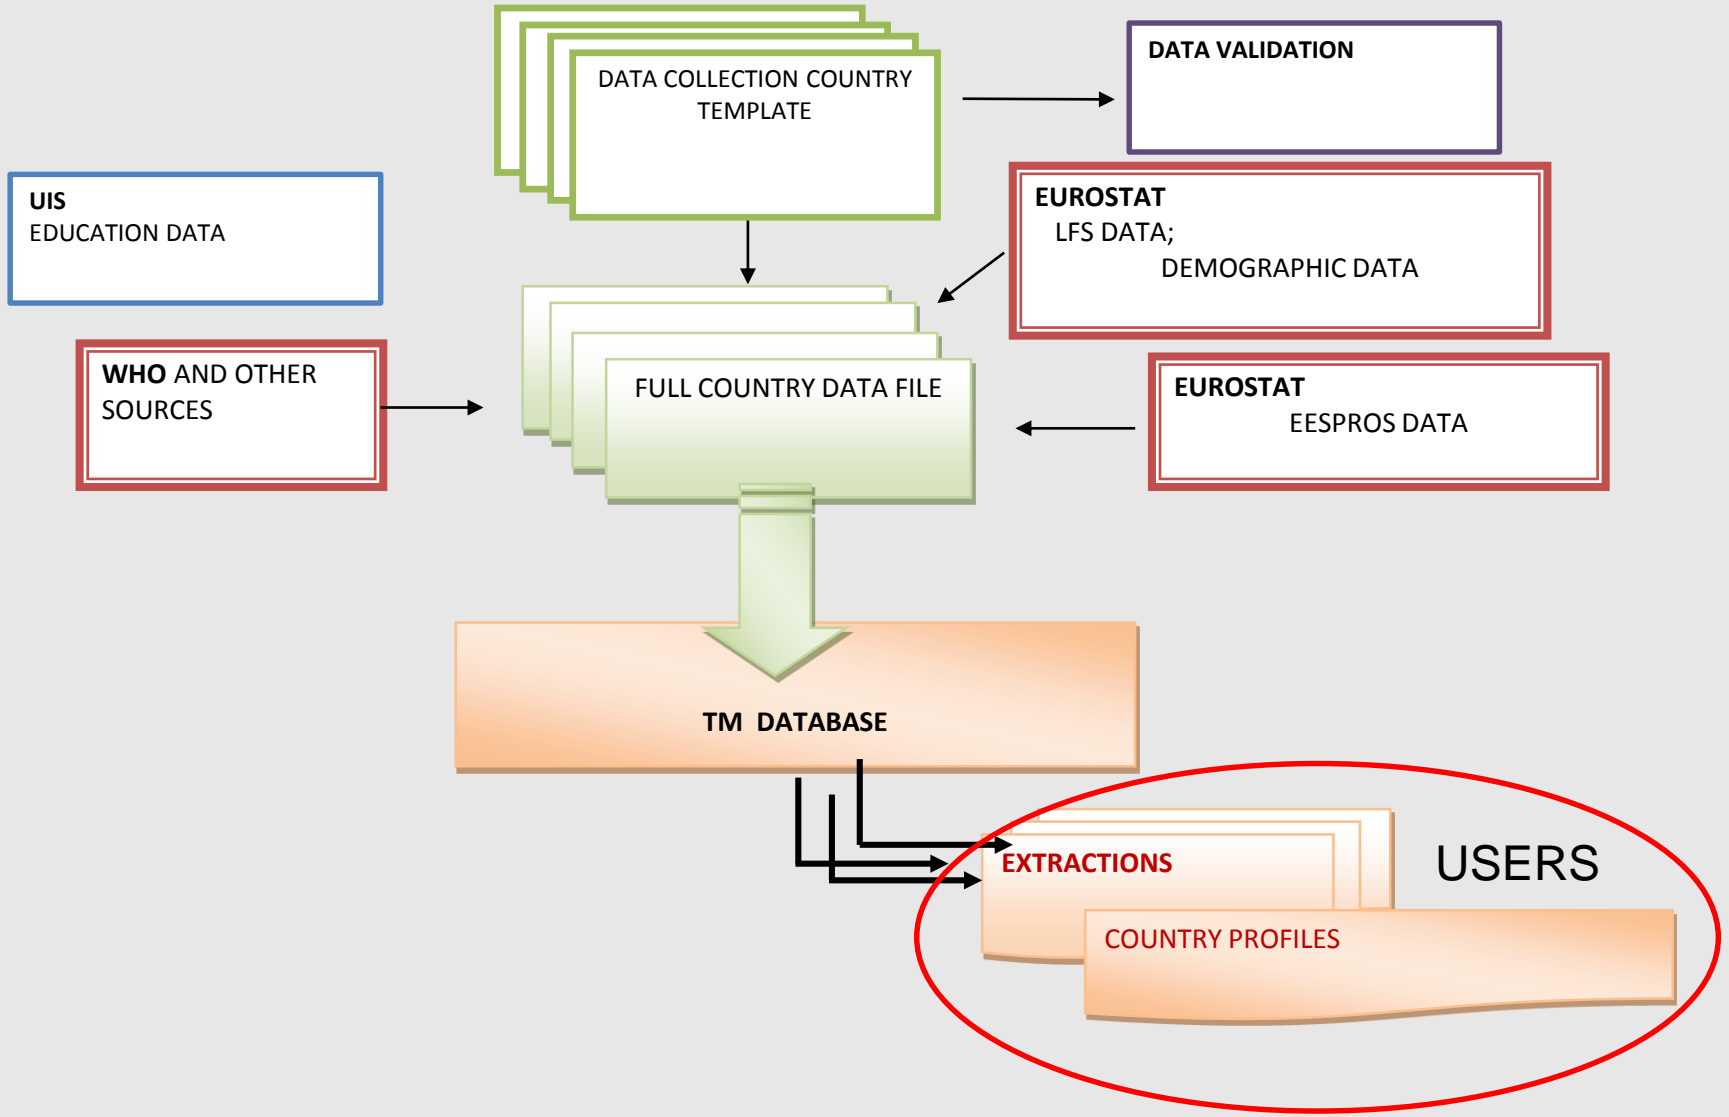 DATA COLLECTION COUNTRY
TEMPLATE
DATA VALIDATION
UIS
EDUCATION DATA
EUROSTAT
LFS DATA;
DEMOGRAPHIC DATA
WHO AND OTHER
SOURCES
FULL COUNTRY DATA FILE
EUROSTAT
EESPROS DATA
TM DATABASE
EXTRACTIONS
USERS
COUNTRY PROFILES